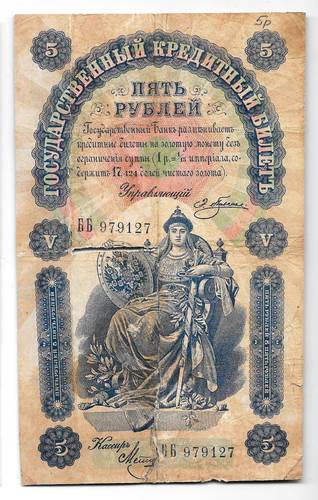 5р
5
5
ГОСУДАРСТВЕННЫЙ КРЕДИТНЫЙ БИЛЕТЪ
ПЯТЬ
РУБЛЕЙ
Государственный Банкъ размѣниваетъ
кредитные билеты на золотую монету безъ
ограниченія суммы (1 р.= 1/15 имперіала, со-
держитъ 17,424 долей чистаго золота).
Управляющій
ББ 979127
V
V
5
5
Кассиръ
ББ 979127